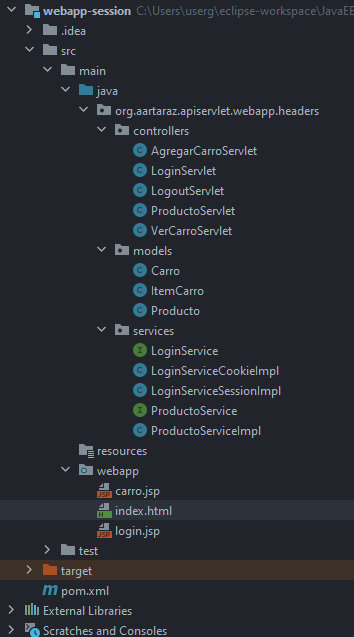 webapp-session C:\Users\userg\eclipse-workspace\JavaEE
.idea
src
main
java
org.aartaraz.apiservlet.webapp.headers
controllers
C AgregarCarroServlet
C LoginServlet
C LogoutServlet
C ProductoServlet
C VerCarroServlet
models
C Carro
C ItemCarro
C Producto
services
I LoginService
C LoginServiceCookieImpl
C LoginServiceSessionImpl
I ProductoService
C ProductoServiceImpl
resources
webapp
JSP carro.jsp
H index.html
JSP login.jsp
test
target
m pom.xml
External Libraries
Scratches and Consoles